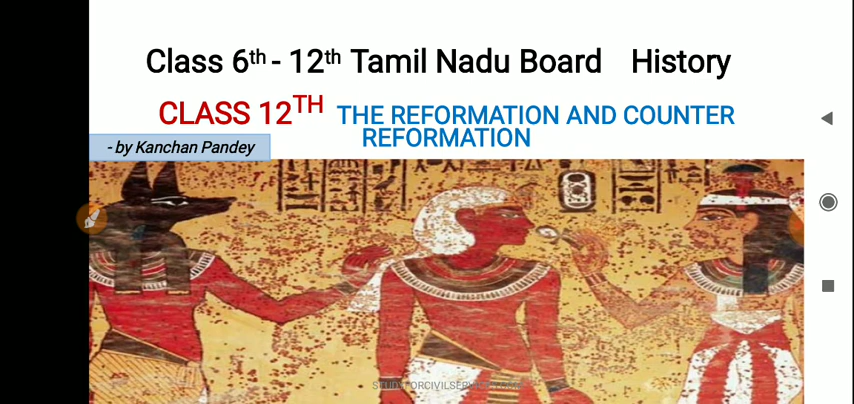 Class 6th - 12th Tamil Nadu Board History
CLASS 12TH THE REFORMATION AND COUNTER
REFORMATION
- by Kanchan Pandey